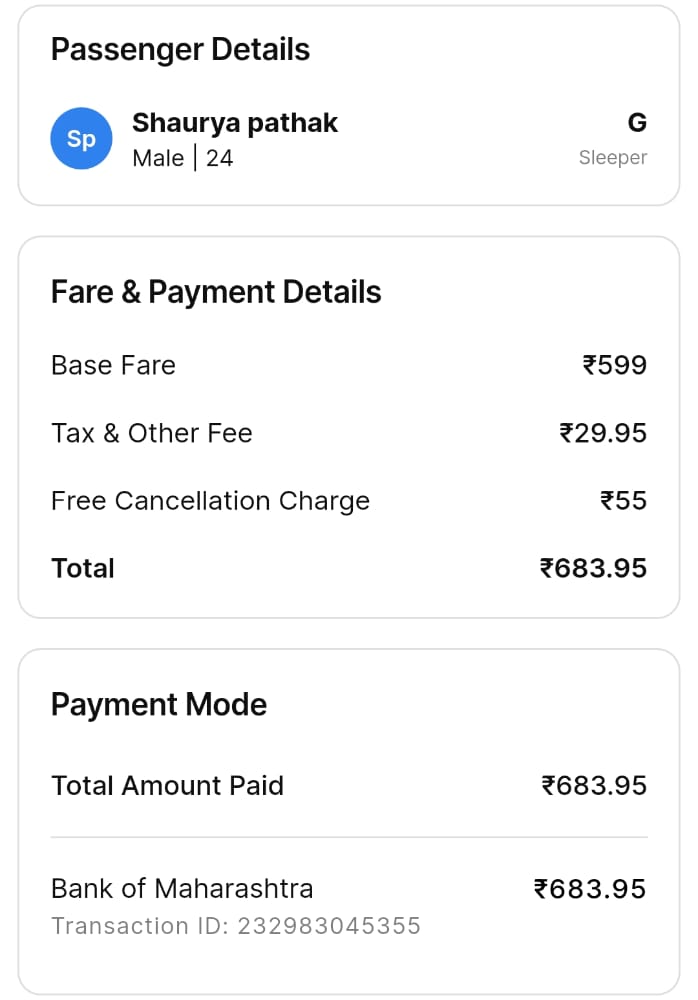 Passenger Details
Sp
Shaurya pathak
G
Male | 24
Sleeper
Fare & Payment Details
Base Fare ₹599
Tax & Other Fee ₹29.95
Free Cancellation Charge ₹55
Total ₹683.95
Payment Mode
Total Amount Paid ₹683.95
Bank of Maharashtra ₹683.95
Transaction ID: 232983045355